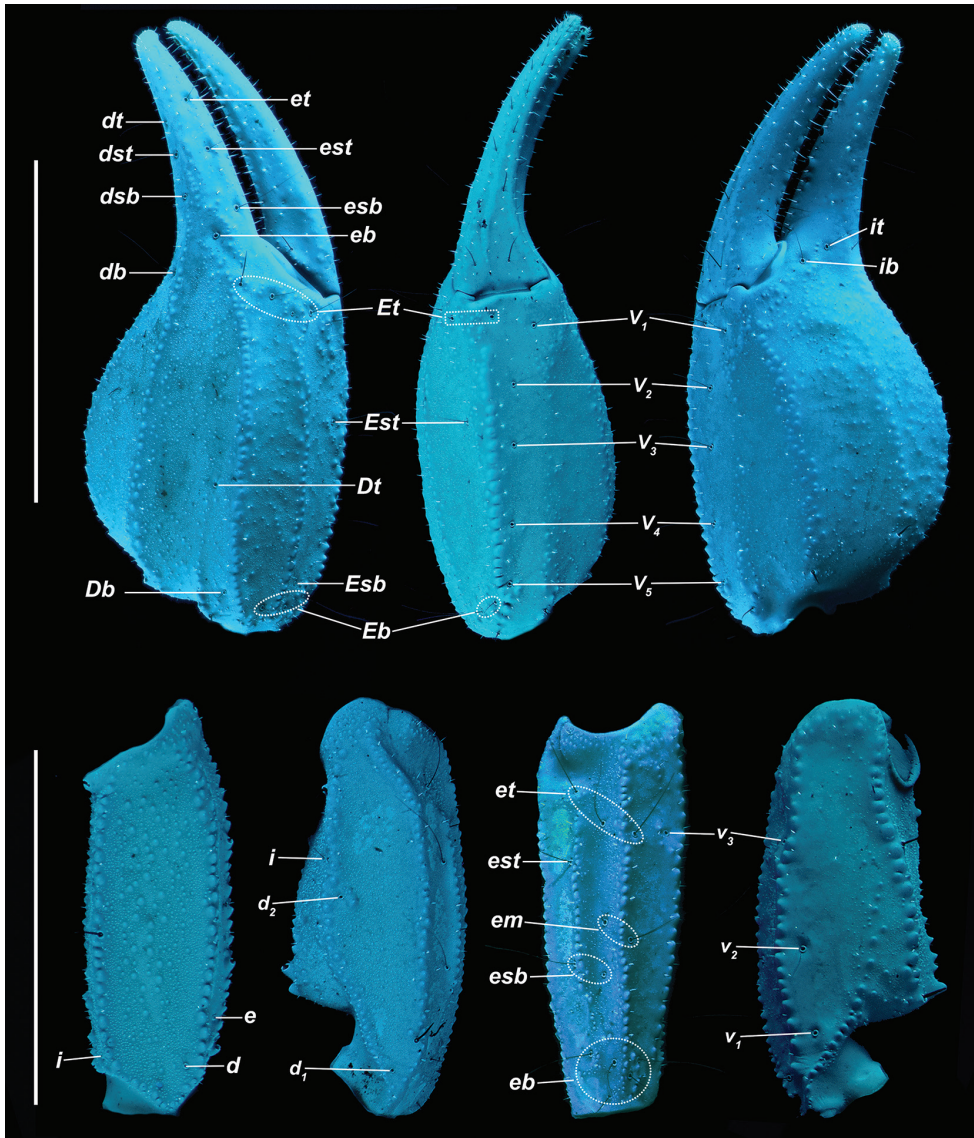 et
dt
est
dst
dsb
esb
eb
it
ib
db
Et
V1
V2
Est
V3
Dt
V4
Esb
Db
V5
Eb
et
v3
i
est
d2
em
v2
esb
e
v1
i
d
d1
eb